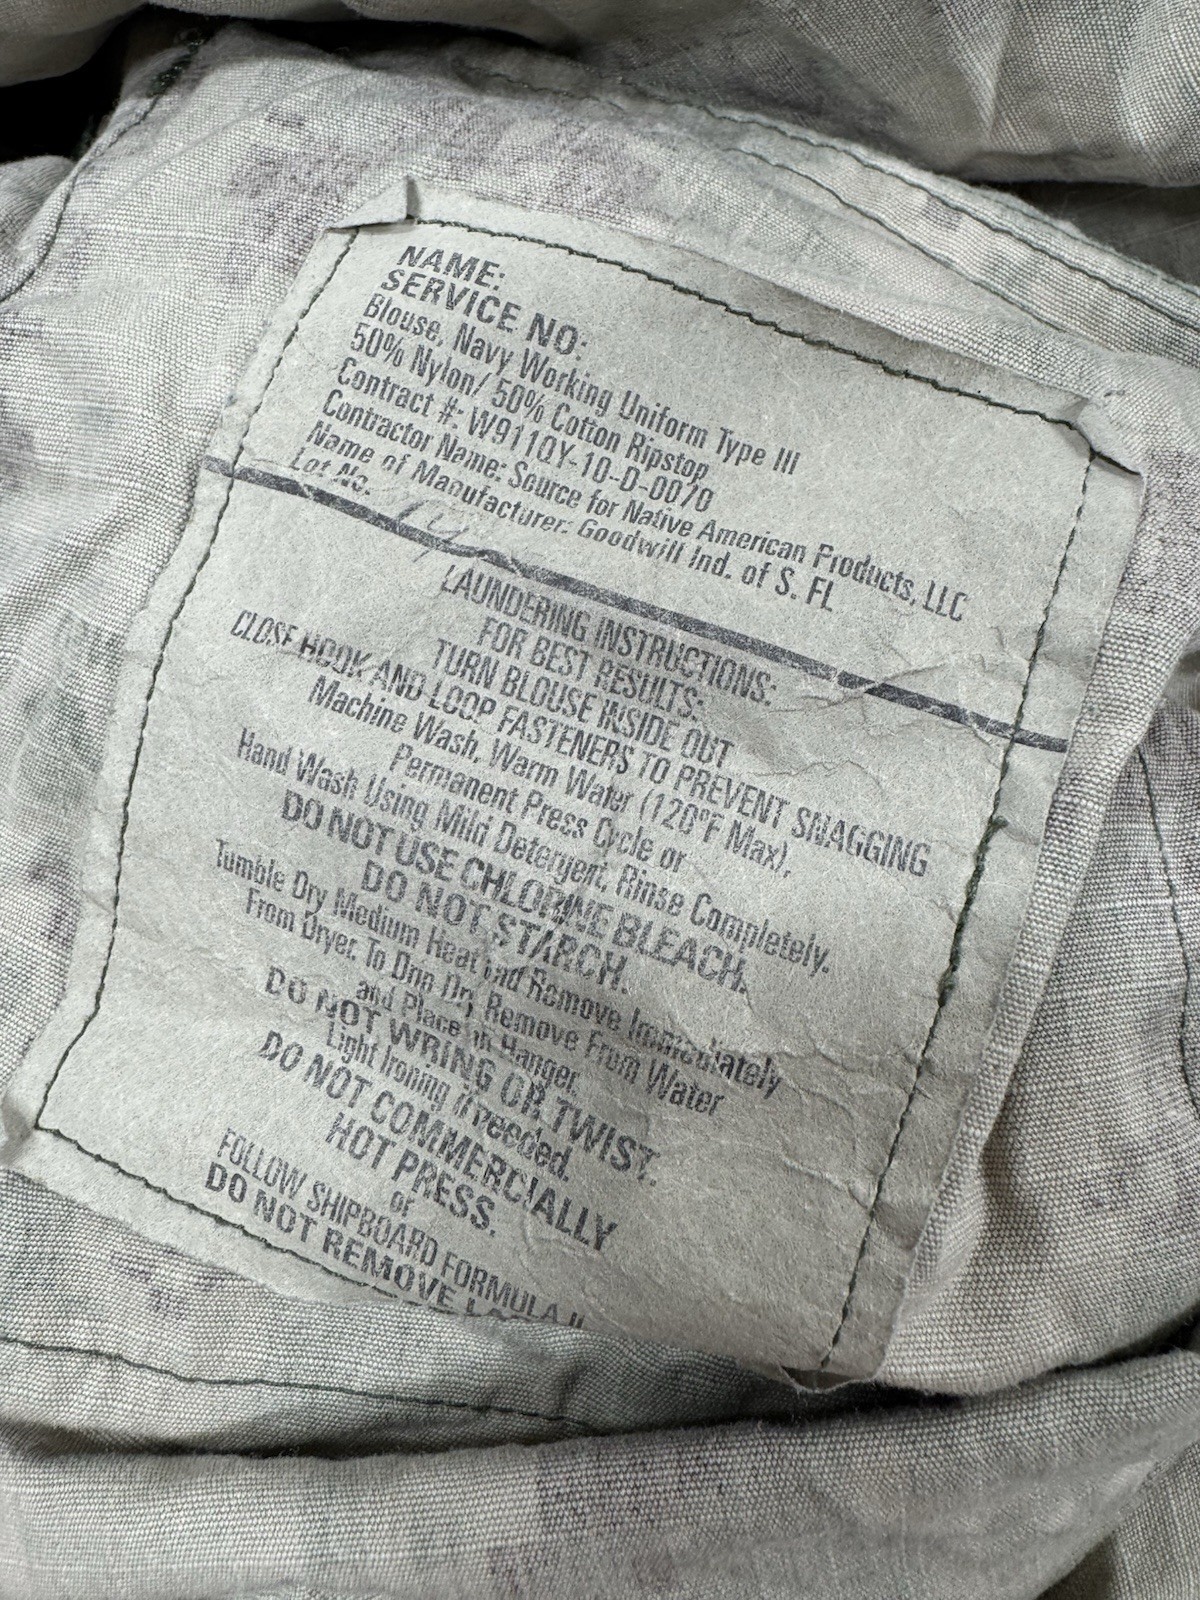 NAME:
SERVICE NO:
Blouse, Navy Working Uniform Type III
50% Nylon/ 50% Cotton Ripstop
Contract #: W911QY-10-D-0070
Contractor Name: Source for Native American Products, LLC
Name of Manufacturer: Goodwill Ind. of S. FL
Lot No.
LAUNDERING INSTRUCTIONS:
FOR BEST RESULTS:
TURN BLOUSE INSIDE OUT
CLOSE HOOK AND LOOP FASTENERS TO PREVENT SNAGGING
Machine Wash, Warm Water (120°F Max),
Permanent Press Cycle or
Hand Wash Using Mild Detergent, Rinse Completely.
DO NOT USE CHLORINE BLEACH.
DO NOT STARCH.
Tumble Dry Medium Heat and Remove Immediately
From Dryer. To Drip Dry Remove From Water
and Place on Hanger.
DO NOT WRING OR TWIST.
Light Ironing if needed.
DO NOT COMMERCIALLY
HOT PRESS.
or
FOLLOW SHIPBOARD FORMULA II
DO NOT REMOVE